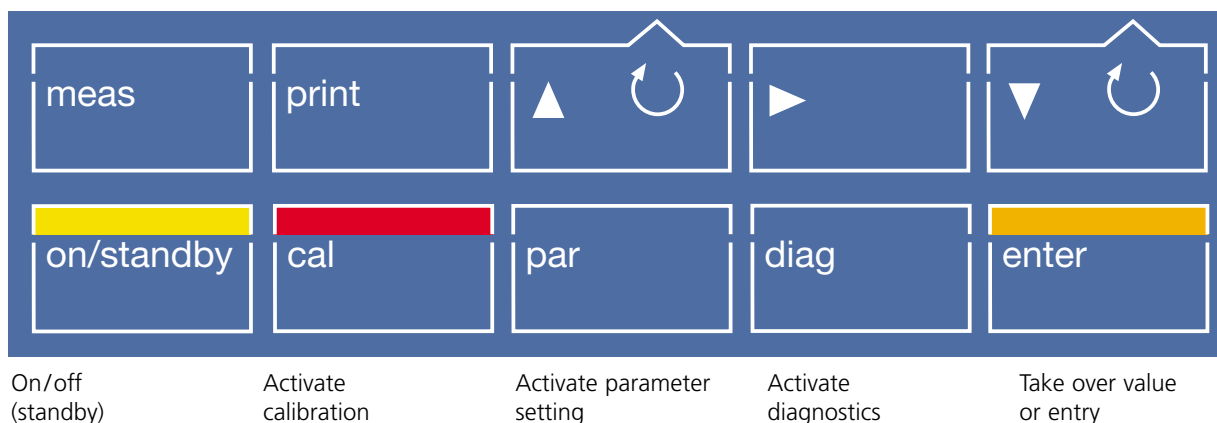 meas print
on/standby cal par diag enter
On/off Activate Activate parameter Activate Take over value
(standby) calibration setting diagnostics or entry